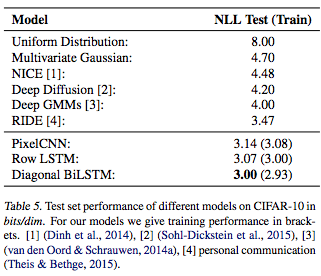 Model NLL Test (Train)
Uniform Distribution: 8.00
Multivariate Gaussian: 4.70
NICE [1]: 4.48
Deep Diffusion [2]: 4.20
Deep GMMs [3]: 4.00
RIDE [4]: 3.47
PixelCNN: 3.14 (3.08)
Row LSTM: 3.07 (3.00)
Diagonal BiLSTM: 3.00 (2.93)
Table 5. Test set performance of different models on CIFAR-10 in
bits/dim. For our models we give training performance in brack-
ets. [1] (Dinh et al., 2014), [2] (Sohl-Dickstein et al., 2015), [3]
(van den Oord & Schrauwen, 2014a), [4] personal communication
(Theis & Bethge, 2015).